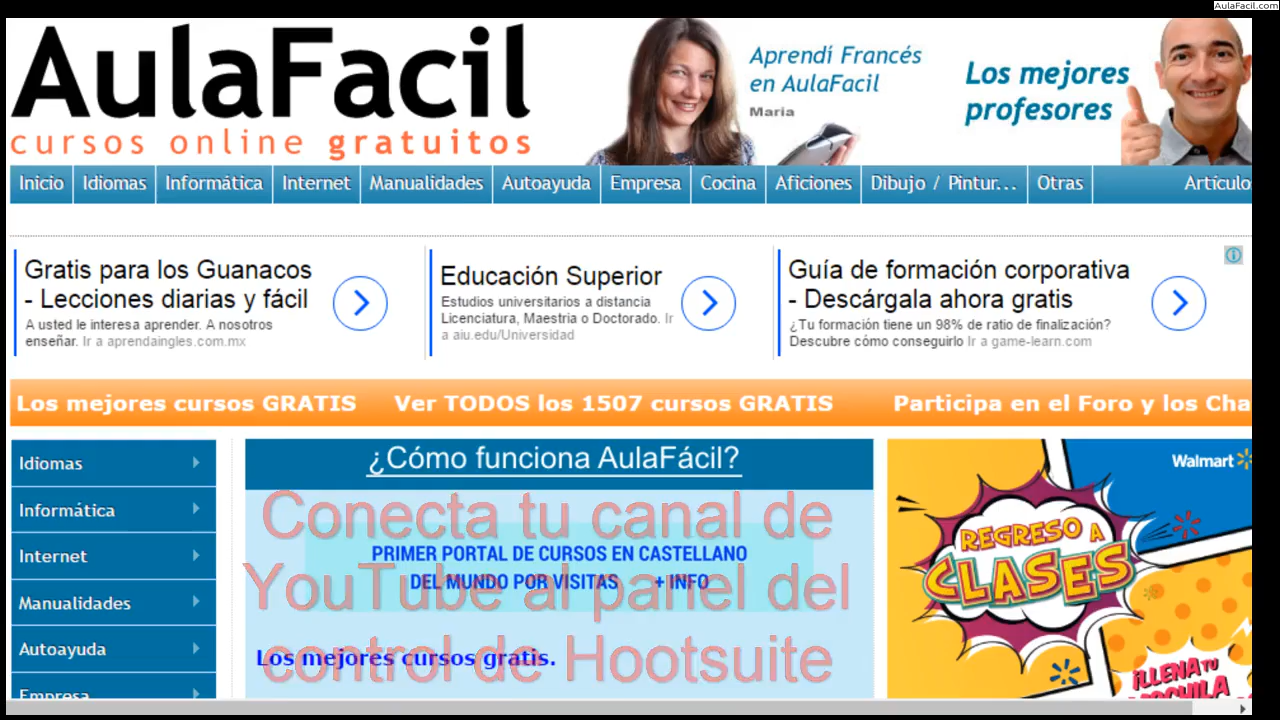 AulaFacil.com
AulaFacil
cursos online gratuitos
Aprendí Francés
en AulaFacil
Maria
Los mejores
profesores
Inicio Idiomas Informática Internet Manualidades Autoayuda Empresa Cocina Aficiones Dibujo / Pintur... Otras Artículo
Gratis para los Guanacos
- Lecciones diarias y fácil
A usted le interesa aprender. A nosotros
enseñar. Ir a aprendaingles.com.mx
Educación Superior
Estudios universitarios a distancia
Licenciatura, Maestria o Doctorado. Ir
a aiu.edu/Universidad
Guía de formación corporativa
- Descárgala ahora gratis
¿Tu formación tiene un 98% de ratio de finalización?
Descubre cómo conseguirlo Ir a game-learn.com
Los mejores cursos GRATIS Ver TODOS los 1507 cursos GRATIS Participa en el Foro y los Cha
Idiomas
Informática
Internet
Manualidades
Autoayuda
Empresa
¿Cómo funciona AulaFácil?
PRIMER PORTAL DE CURSOS EN CASTELLANO
DEL MUNDO POR VISITAS + INFO
Los mejores cursos gratis.
Conecta tu canal de
YouTube al panel del
control de Hootsuite
Walmart
REGRESO A
CLASES
¡LLENA TU
MOCHILA